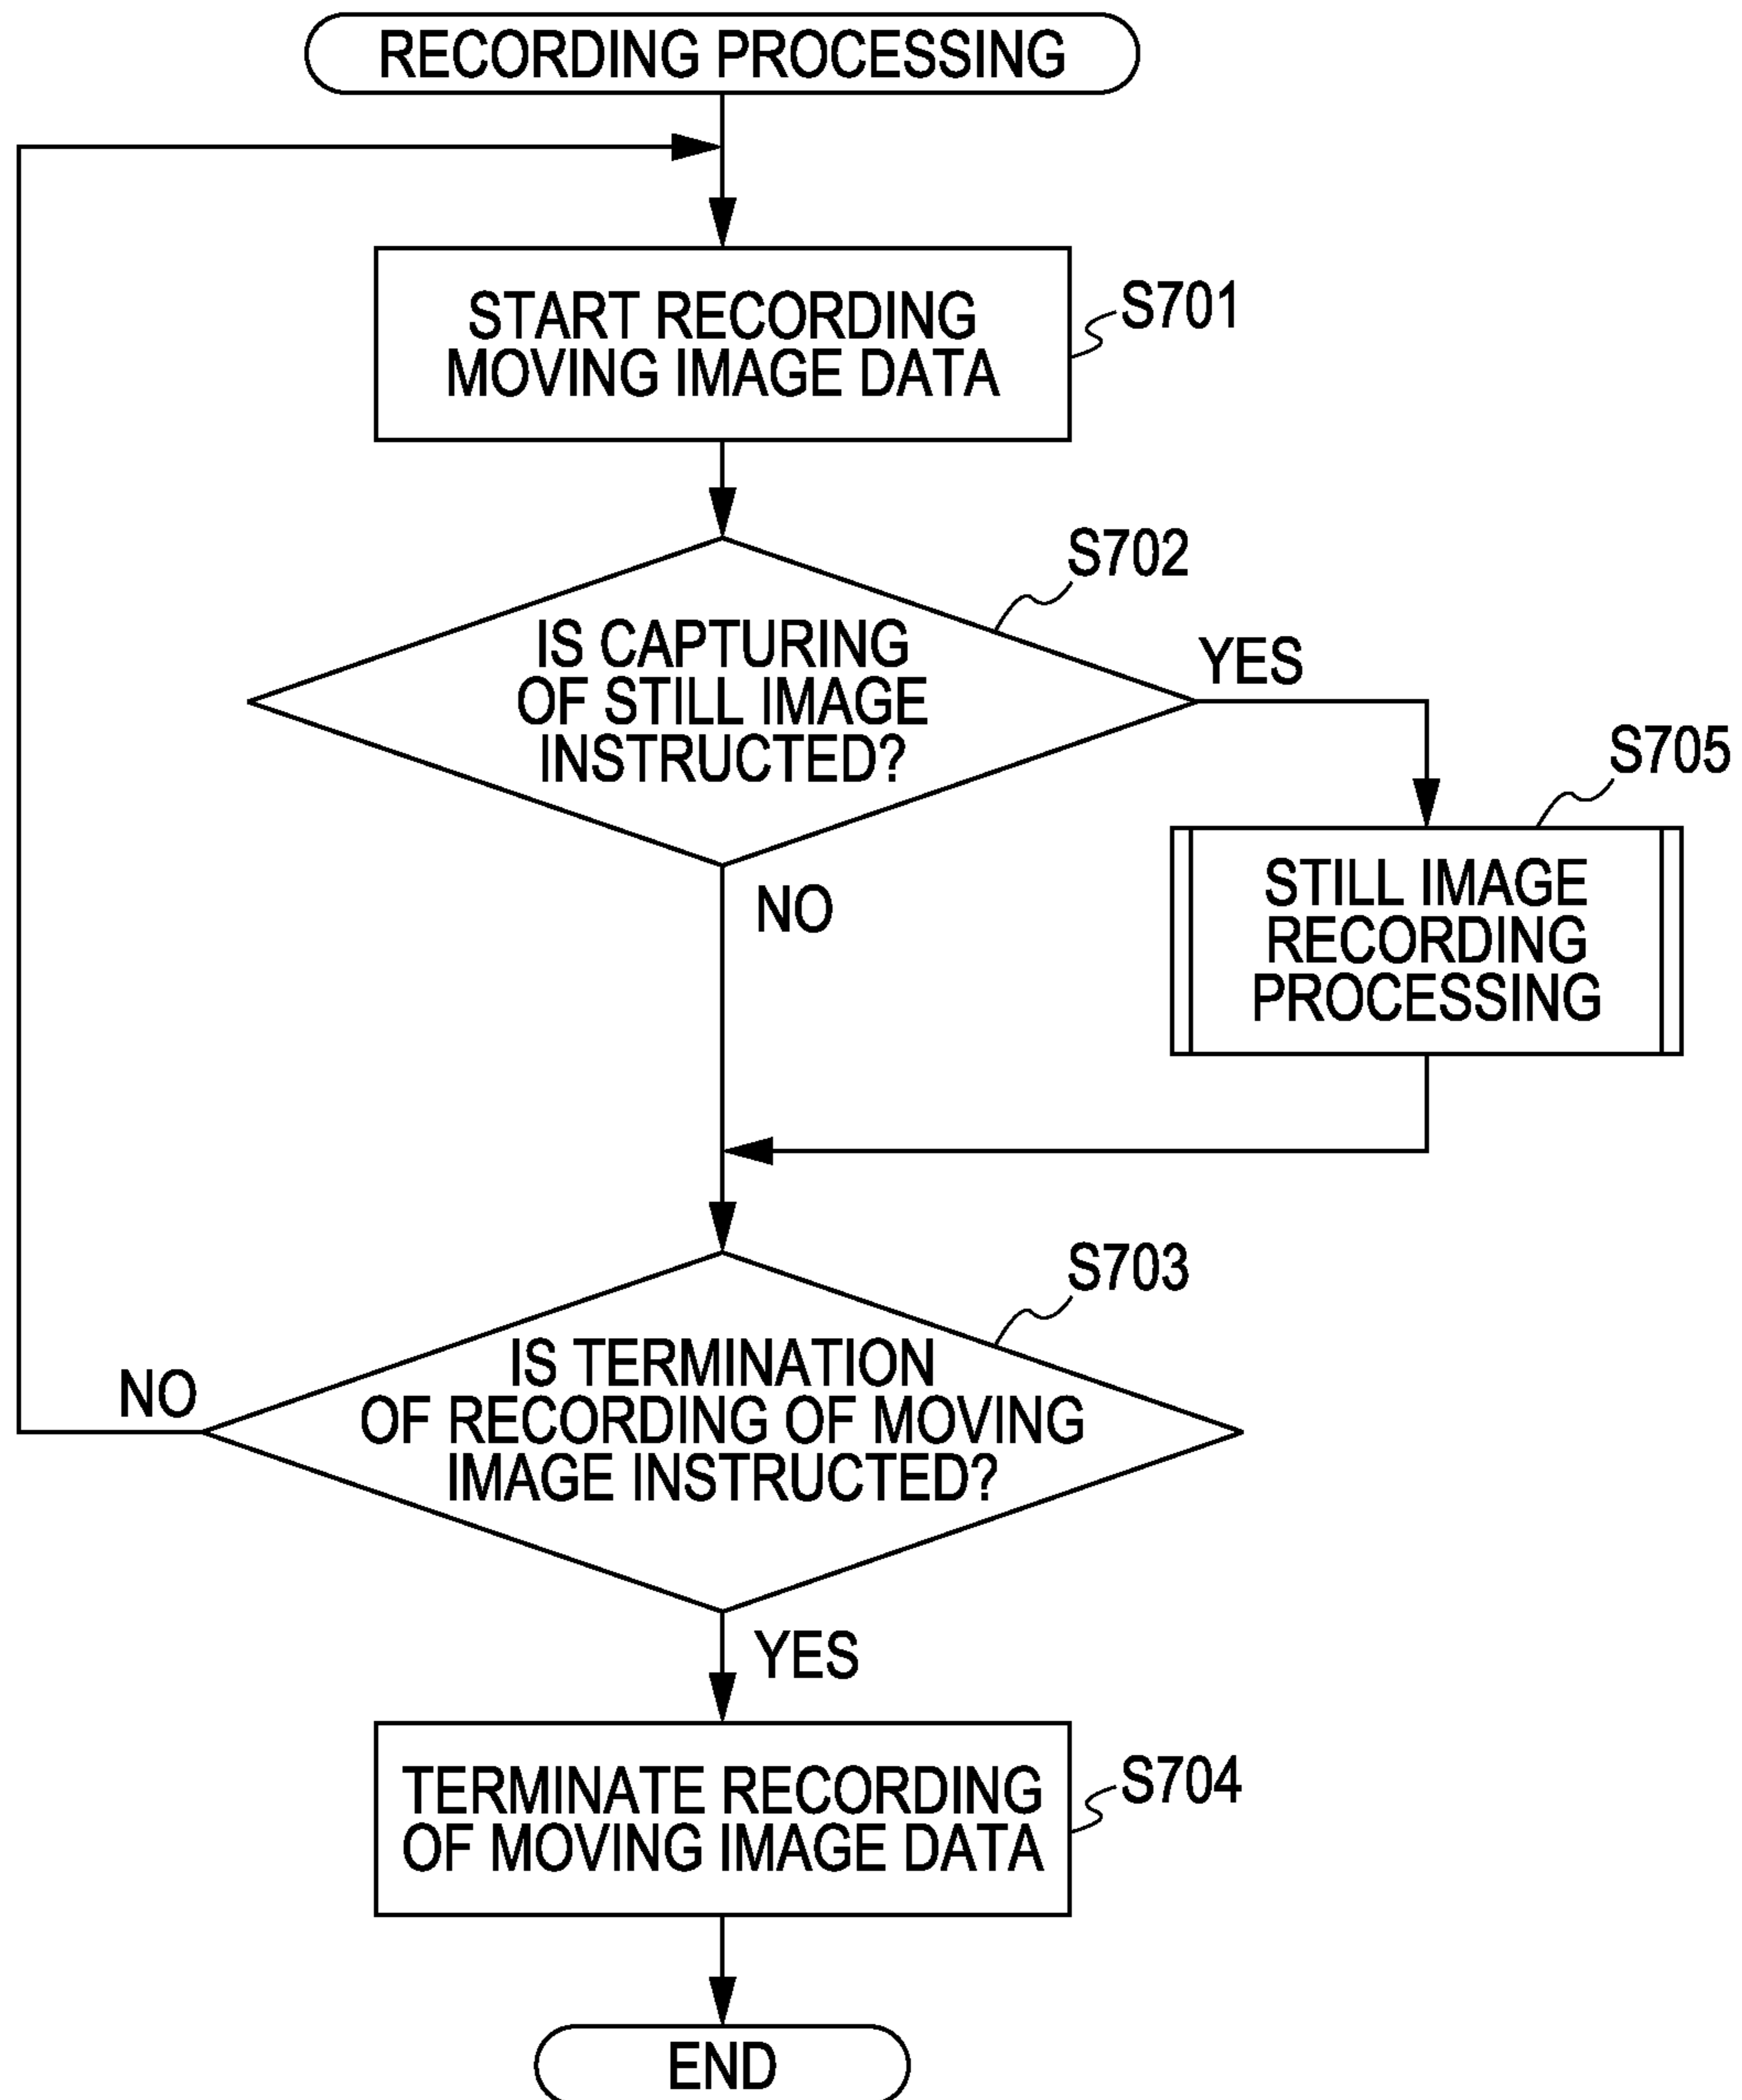 RECORDING PROCESSING
START RECORDING
MOVING IMAGE DATA
S701
S702
IS CAPTURING
OF STILL IMAGE
INSTRUCTED?
YES
NO
S705
STILL IMAGE
RECORDING
PROCESSING
S703
IS TERMINATION
OF RECORDING OF MOVING
IMAGE INSTRUCTED?
NO
YES
TERMINATE RECORDING
OF MOVING IMAGE DATA
S704
END